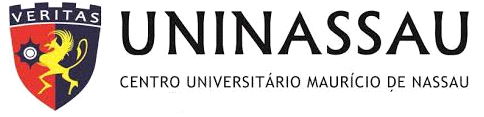 VERITAS
UNINASSAU
CENTRO UNIVERSITÁRIO MAURÍCIO DE NASSAU